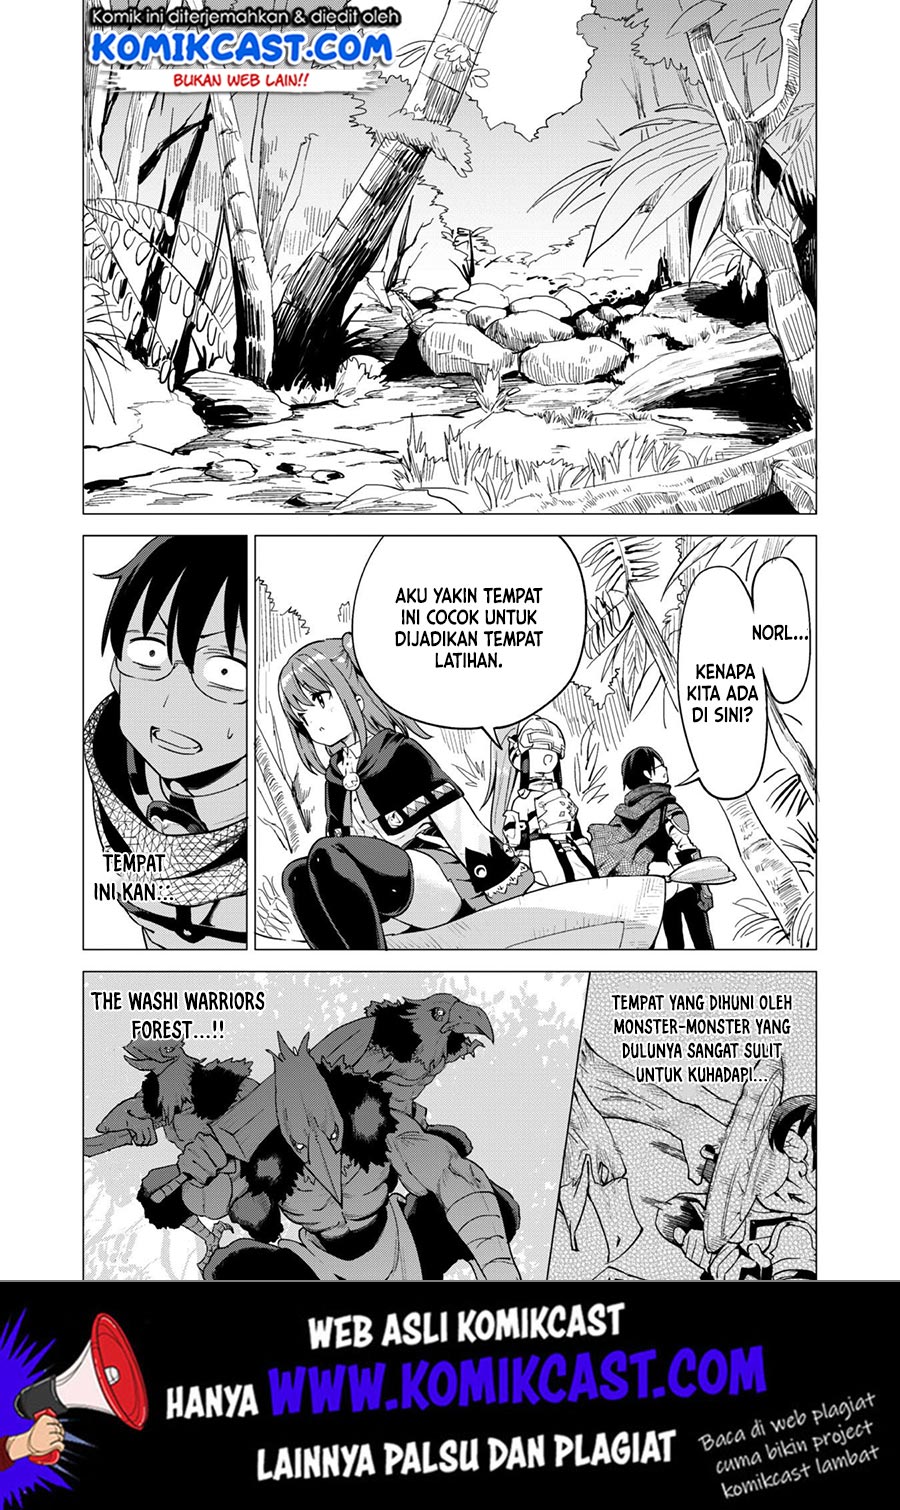 Komik ini diterjemahkan & diedit oleh
KOMIKCAST.COM
BUKAN WEB LAIN!!
NORL...
KENAPA
KITA ADA
DI SINI?
AKU YAKIN TEMPAT
INI COCOK UNTUK
DIJADIKAN TEMPAT
LATIHAN.
TEMPAT
INI KAN...
TEMPAT YANG DIHUNI OLEH
MONSTER-MONSTER YANG
DULUNYA SANGAT SULIT
UNTUK KUHADAPI...
THE WASHI WARRIORS
FOREST...!!
WEB ASLI KOMIKCAST
HANYA WWW.KOMIKCAST.COM
LAINNYA PALSU DAN PLAGIAT
Baca di web plagiat
cuma bikin project
komikcast lambat